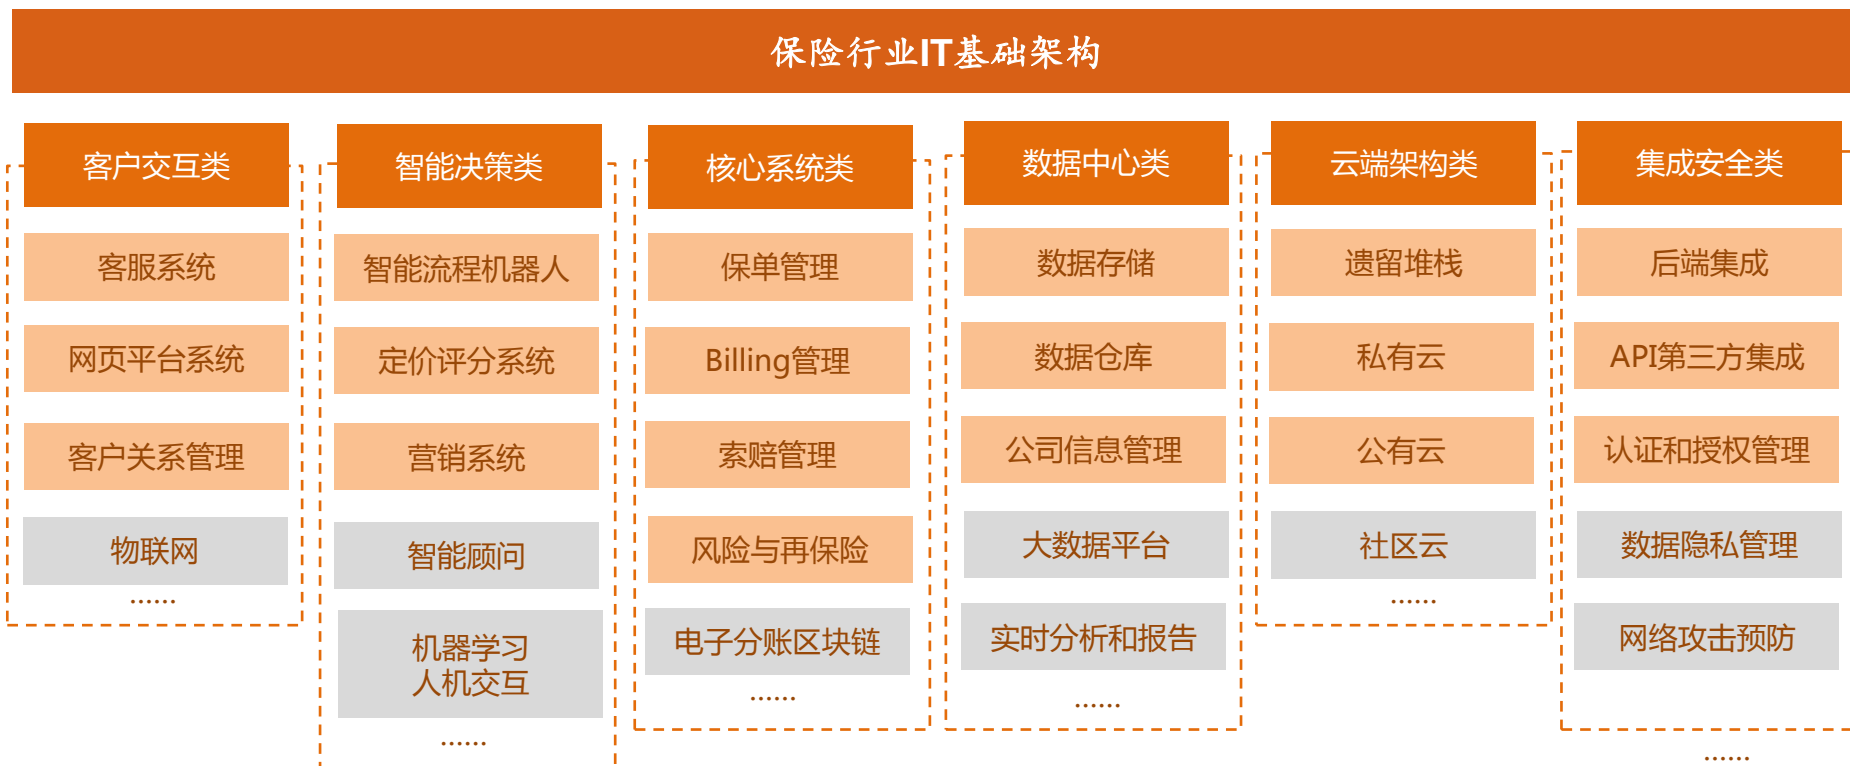 保险行业IT基础架构
客户交互类
客服系统
网页平台系统
客户关系管理
物联网
······
智能决策类
智能流程机器人
定价评分系统
营销系统
智能顾问
机器学习
人机交互
······
核心系统类
保单管理
Billing管理
索赔管理
风险与再保险
电子分账区块链
······
数据中心类
数据存储
数据仓库
公司信息管理
大数据平台
实时分析和报告
······
云端架构类
遗留堆栈
私有云
公有云
社区云
······
集成安全类
后端集成
API第三方集成
认证和授权管理
数据隐私管理
网络攻击预防
······